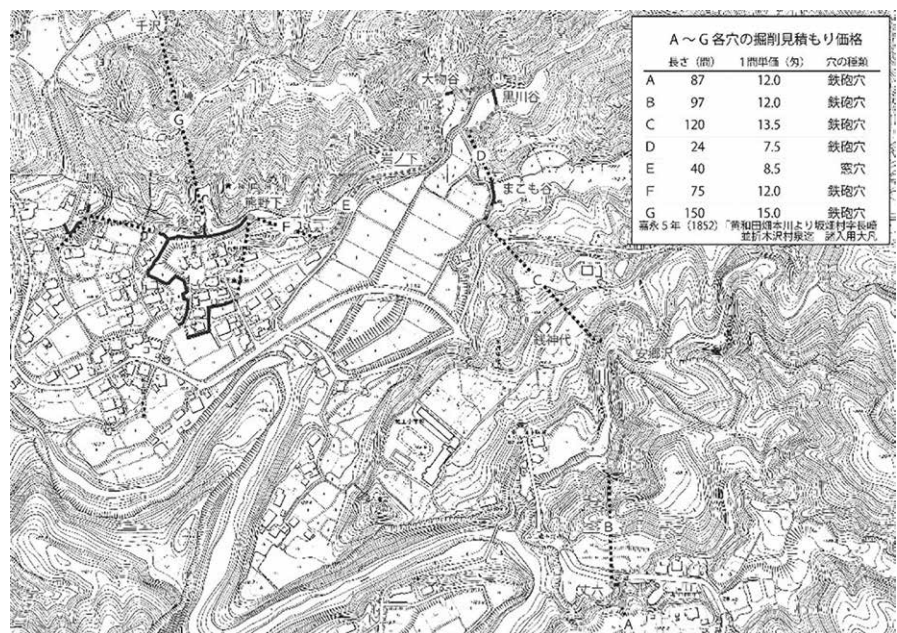 千沢
大物谷
黒川谷
G
D
岩ノ下
まこも谷
E
熊野下
後
F
C
銭神代
安郷沢
B
A
A～G各穴の掘削見積もり価格
長さ（間） 1間単価（匁） 穴の種類
A 87 12.0 鉄砲穴
B 97 12.0 鉄砲穴
C 120 13.5 鉄砲穴
D 24 7.5 鉄砲穴
E 40 8.5 窓穴
F 75 12.0 鉄砲穴
G 150 15.0 鉄砲穴
嘉永5年（1852）「黄和田畑本川より坂畑村字長崎
並折木沢村泉迄 諸入用大凡